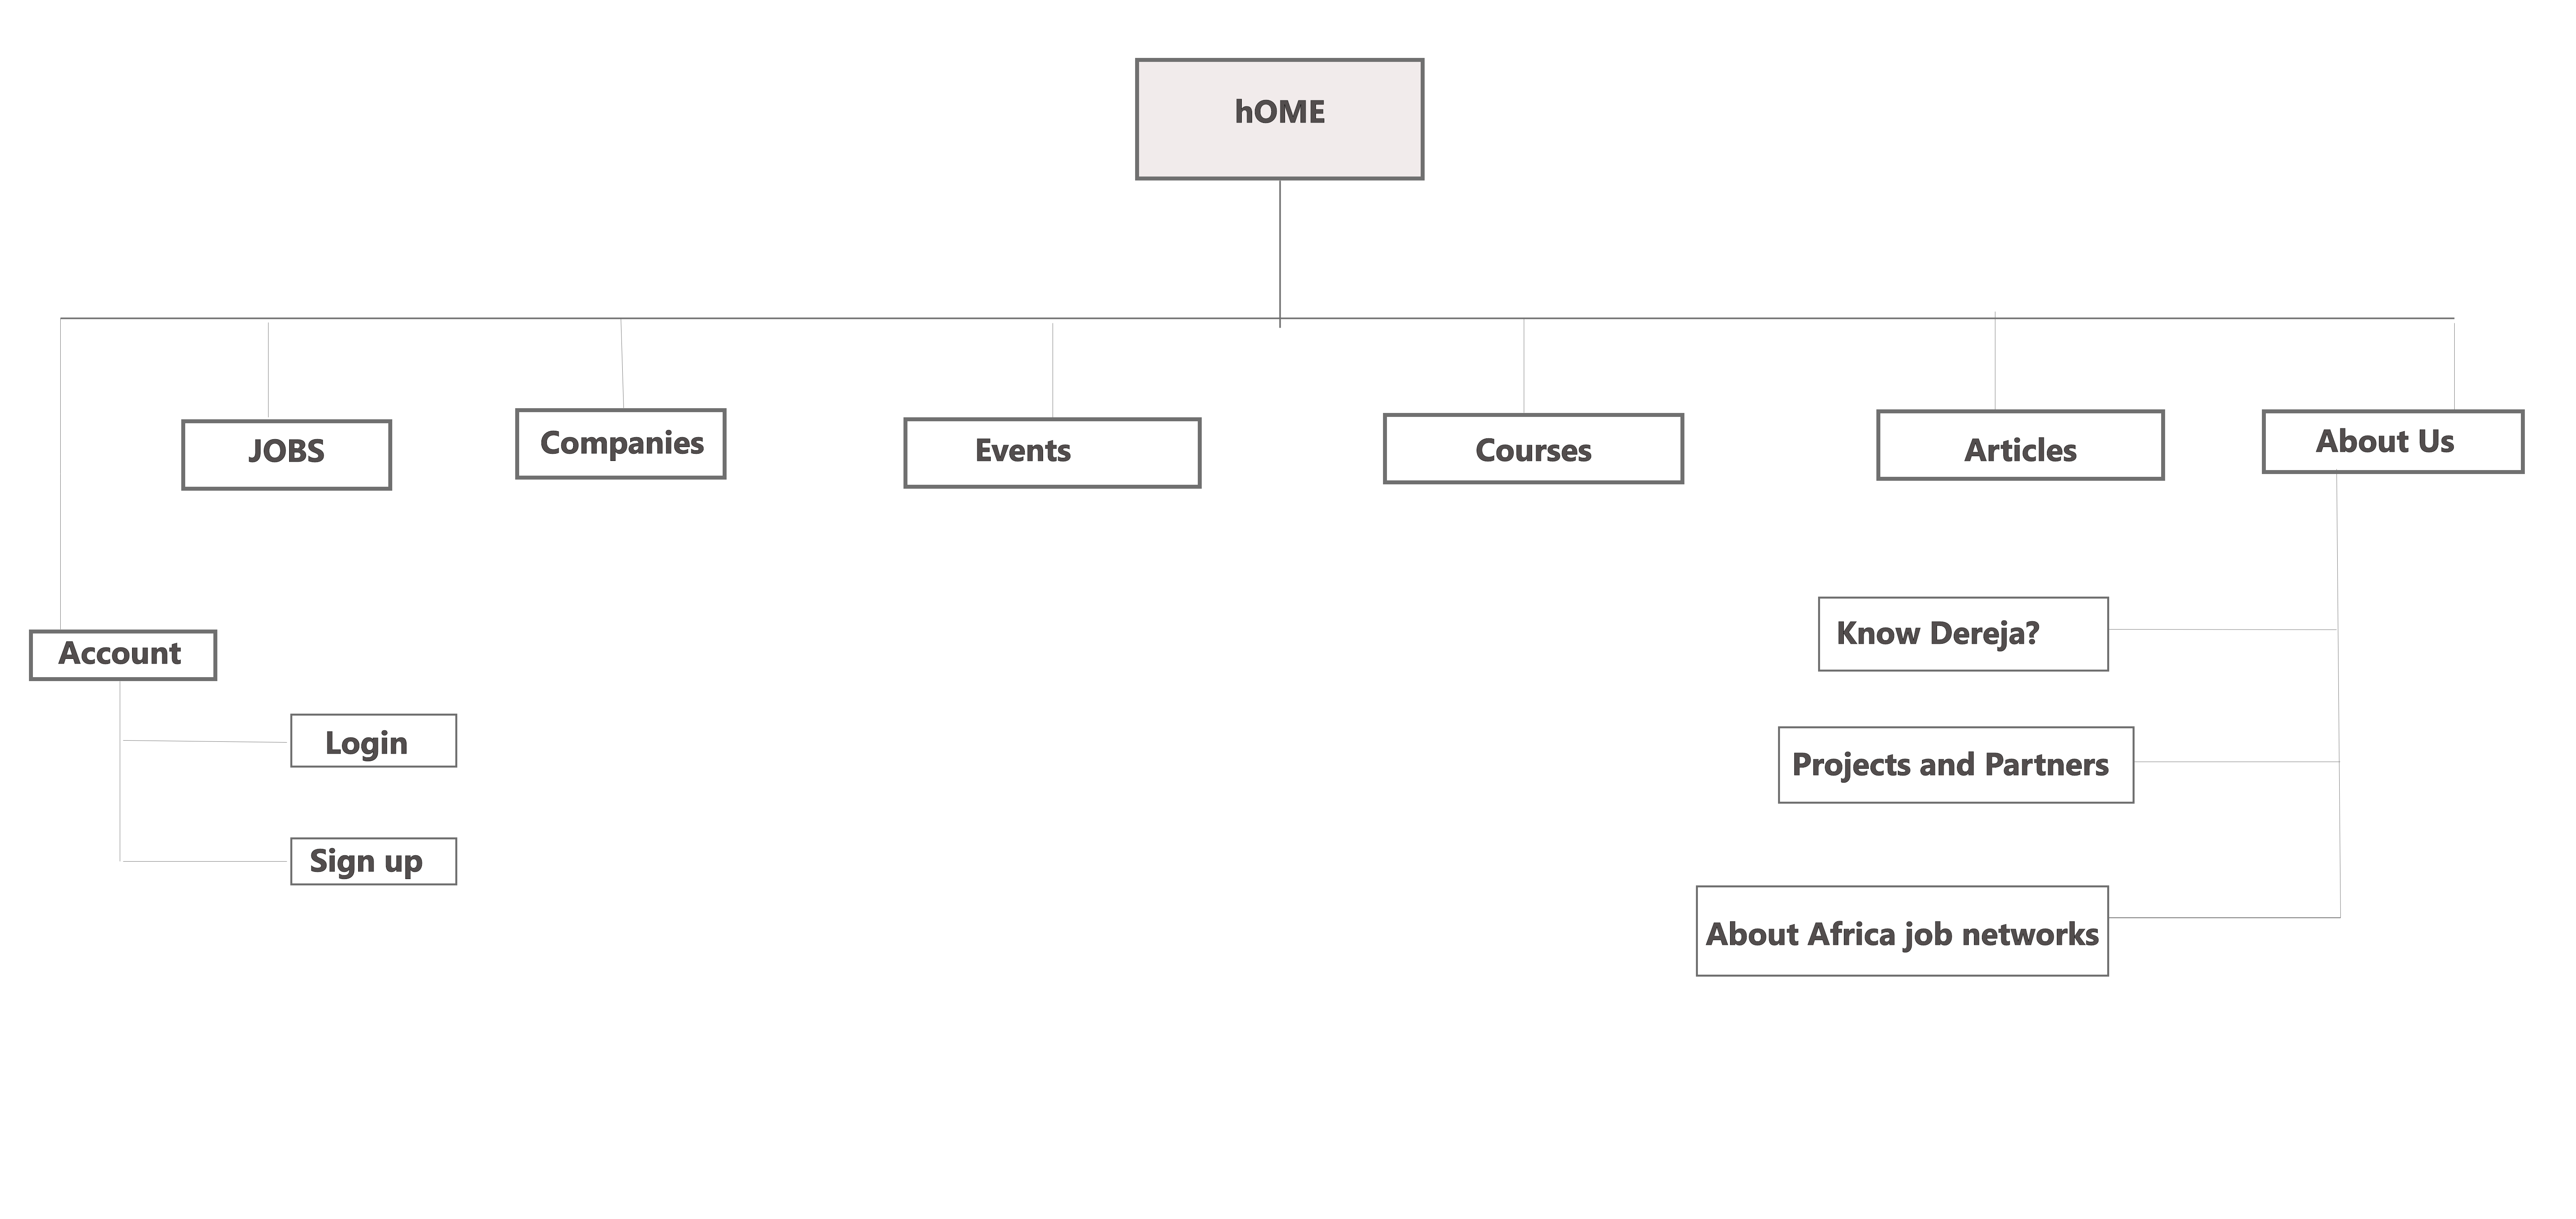 hOME
JOBS
Companies
Events
Courses
Articles
About Us
Account
Login
Sign up
Know Dereja?
Projects and Partners
About Africa job networks